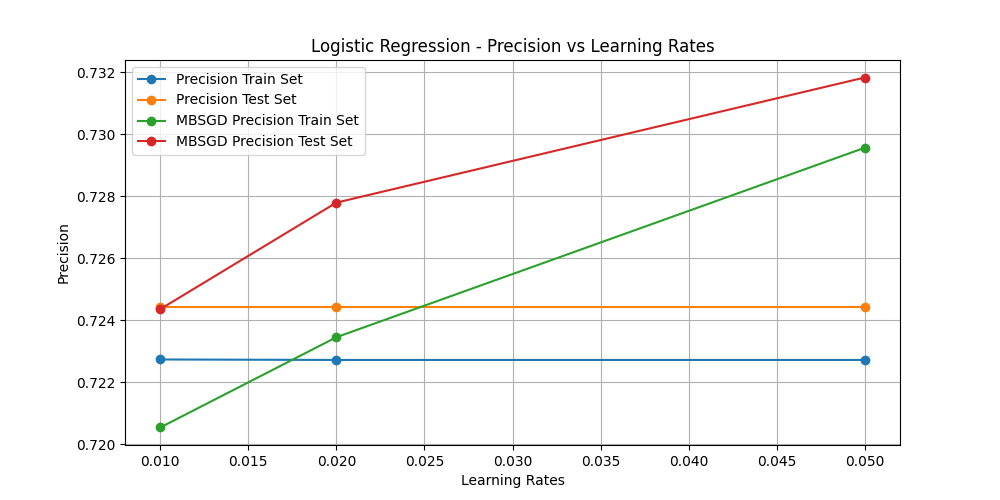 Logistic Regression - Precision vs Learning Rates
Precision Train Set
Precision Test Set
MBSGD Precision Train Set
MBSGD Precision Test Set
Precision
0.732
0.730
0.728
0.726
0.724
0.722
0.720
0.010 0.015 0.020 0.025 0.030 0.035 0.040 0.045 0.050
Learning Rates